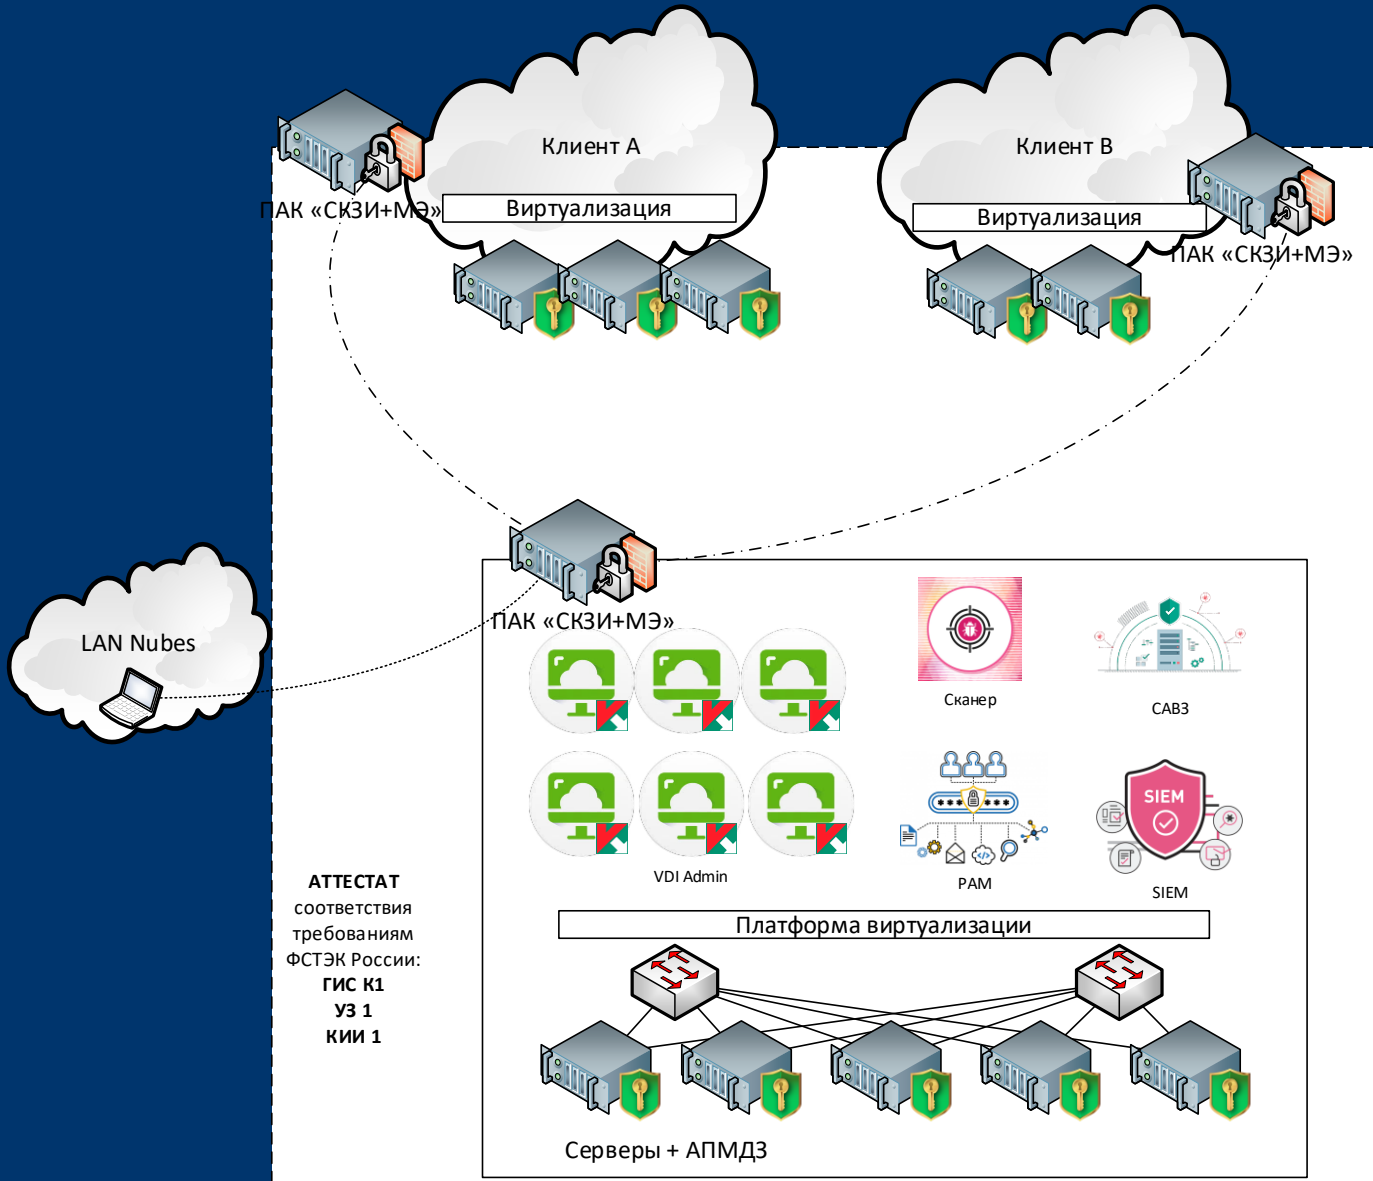 Клиент А
Клиент В
Виртуализация
Виртуализация
ПАК «СКЗИ+МЭ»
ПАК «СКЗИ+МЭ»
ПАК «СКЗИ+МЭ»
LAN Nubes
Сканер
САВЗ
SIEM
VDI Admin
PAM
SIEM
АТТЕСТАТ
соответствия
требованиям
ФСТЭК России:
ГИС К1
УЗ 1
КИИ 1
Платформа виртуализации
Серверы + АПМДЗ